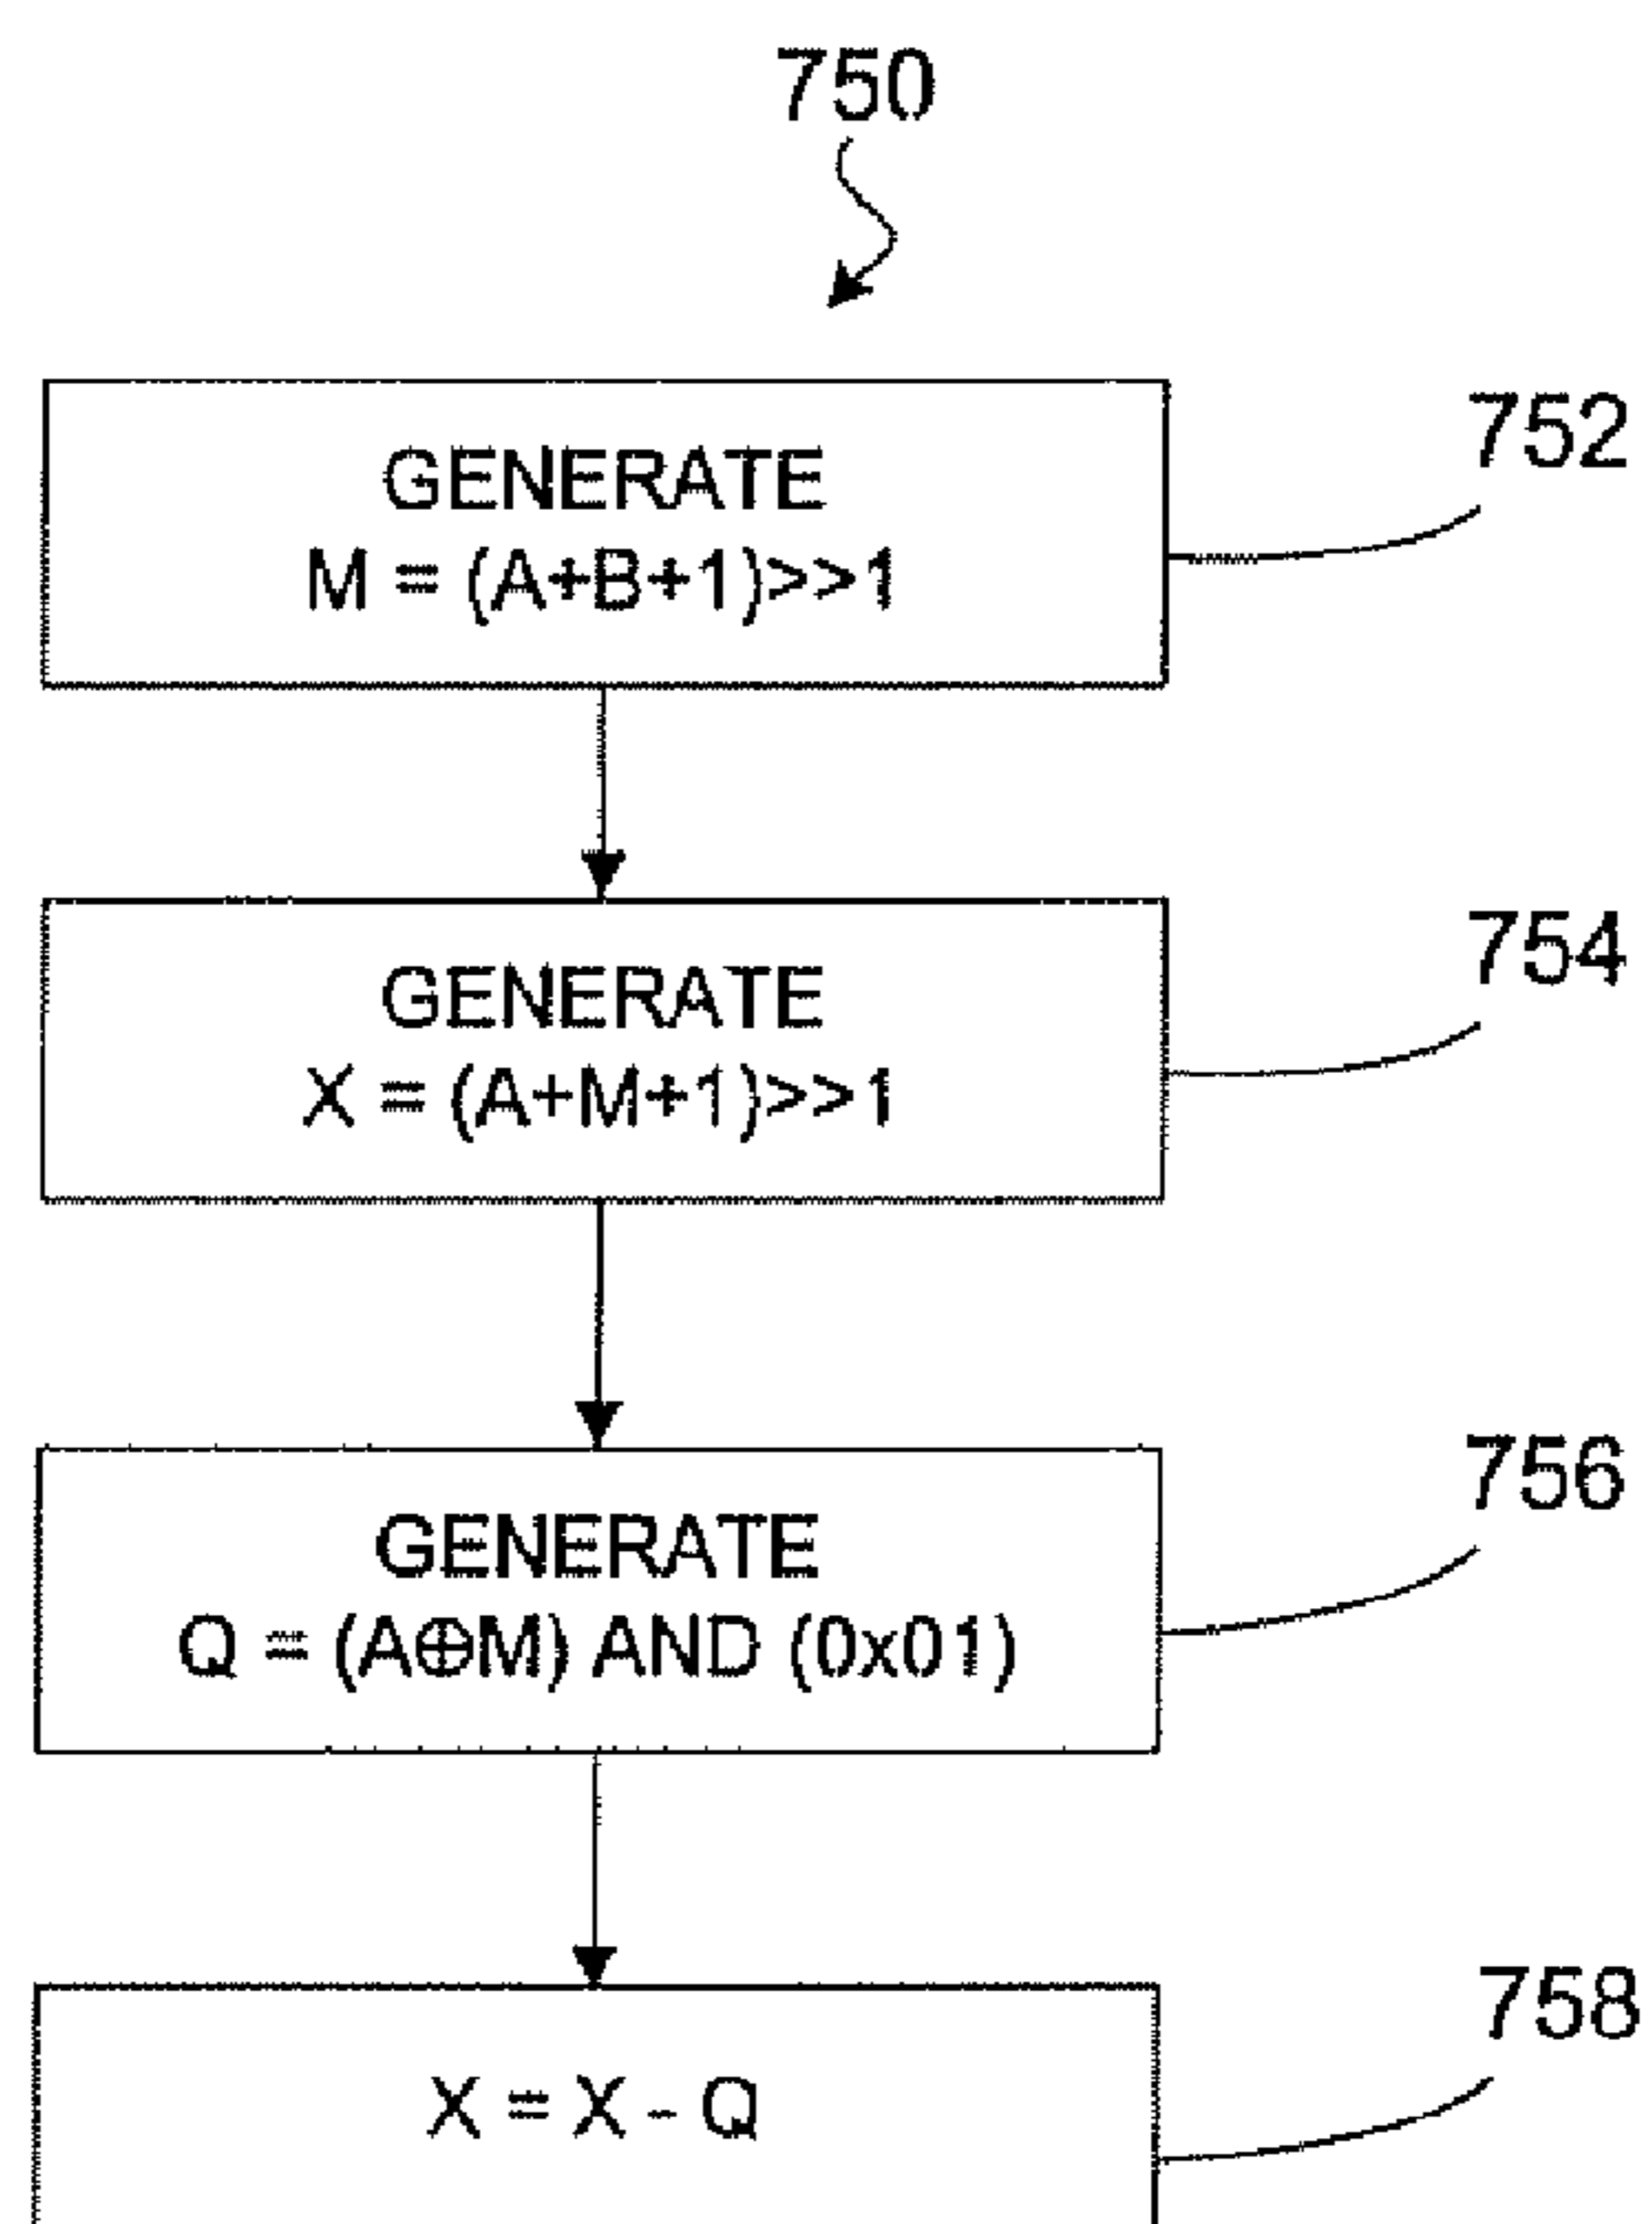 750
GENERATE
M = (A+B+1)>>1
752
GENERATE
X = (A+M+1)>>1
754
GENERATE
Q = (A⊕M) AND (0x01)
756
X = X - Q
758